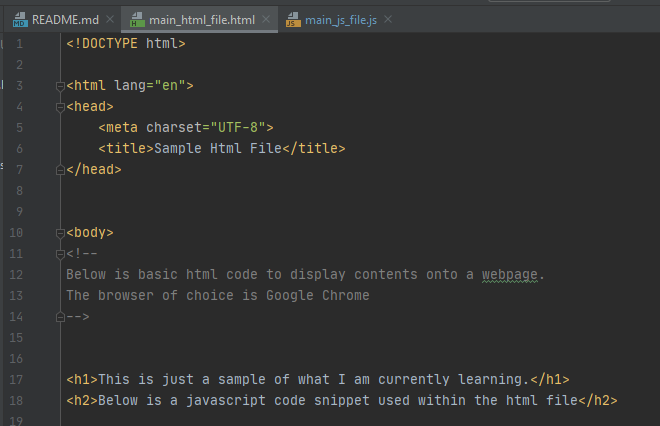 README.md main_html_file.html main_js_file.js
1 <!DOCTYPE html>
2
3 <html lang="en">
4 <head>
5     <meta charset="UTF-8">
6     <title>Sample Html File</title>
7 </head>
8
9
10 <body>
11 <!--
12 Below is basic html code to display contents onto a webpage.
13 The browser of choice is Google Chrome
14 -->
15
16
17 <h1>This is just a sample of what I am currently learning.</h1>
18 <h2>Below is a javascript code snippet used within the html file</h2>
19